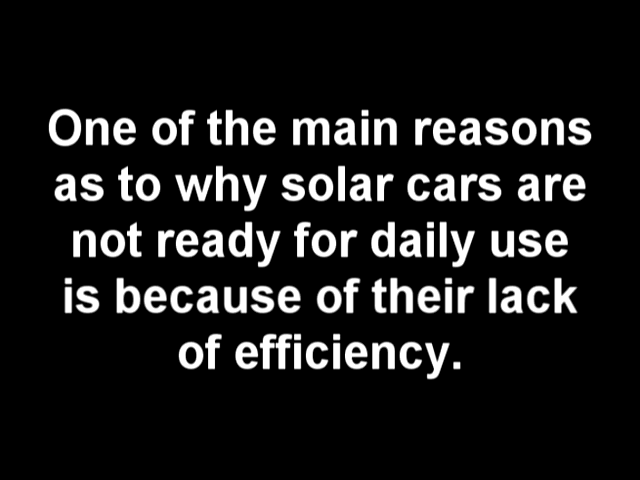 One of the main reasons
as to why solar cars are
not ready for daily use
is because of their lack
of efficiency.